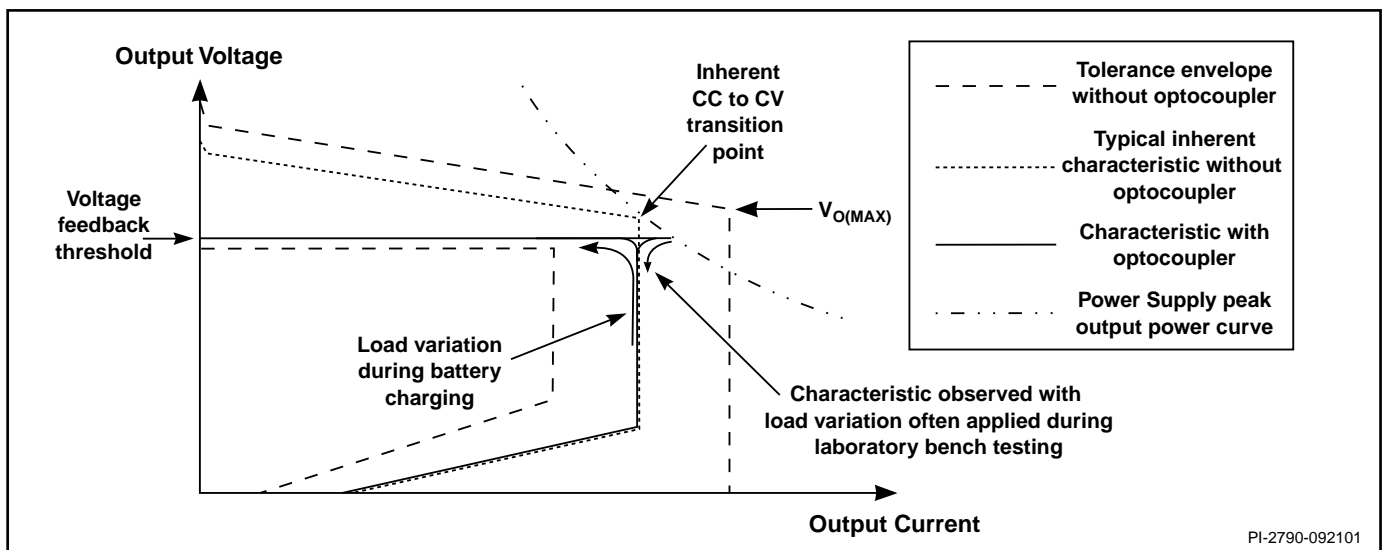 Output Voltage
Inherent
CC to CV
transition
point
Tolerance envelope
without optocoupler
Typical inherent
characteristic without
optocoupler
Characteristic with
optocoupler
Power Supply peak
output power curve
Voltage
feedback
threshold
VO(MAX)
Load variation
during battery
charging
Characteristic observed with
load variation often applied during
laboratory bench testing
Output Current
PI-2790-092101